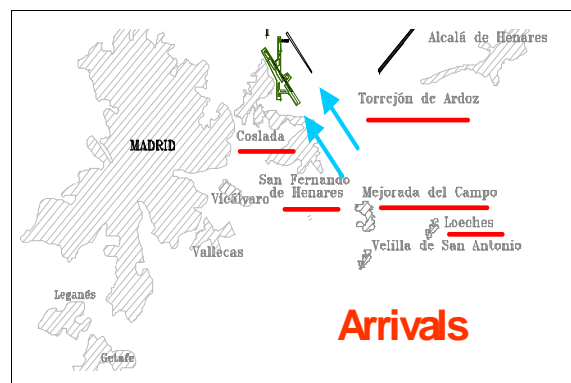 Alcalá de Henares
Torrejón de Ardoz
Coslada
MADRID
San Fernando
de Henares
Vicálvaro
Mejorada del Campo
Loeches
Velilla de San Antonio
Vallecas
Leganés
Arrivals
Getafe